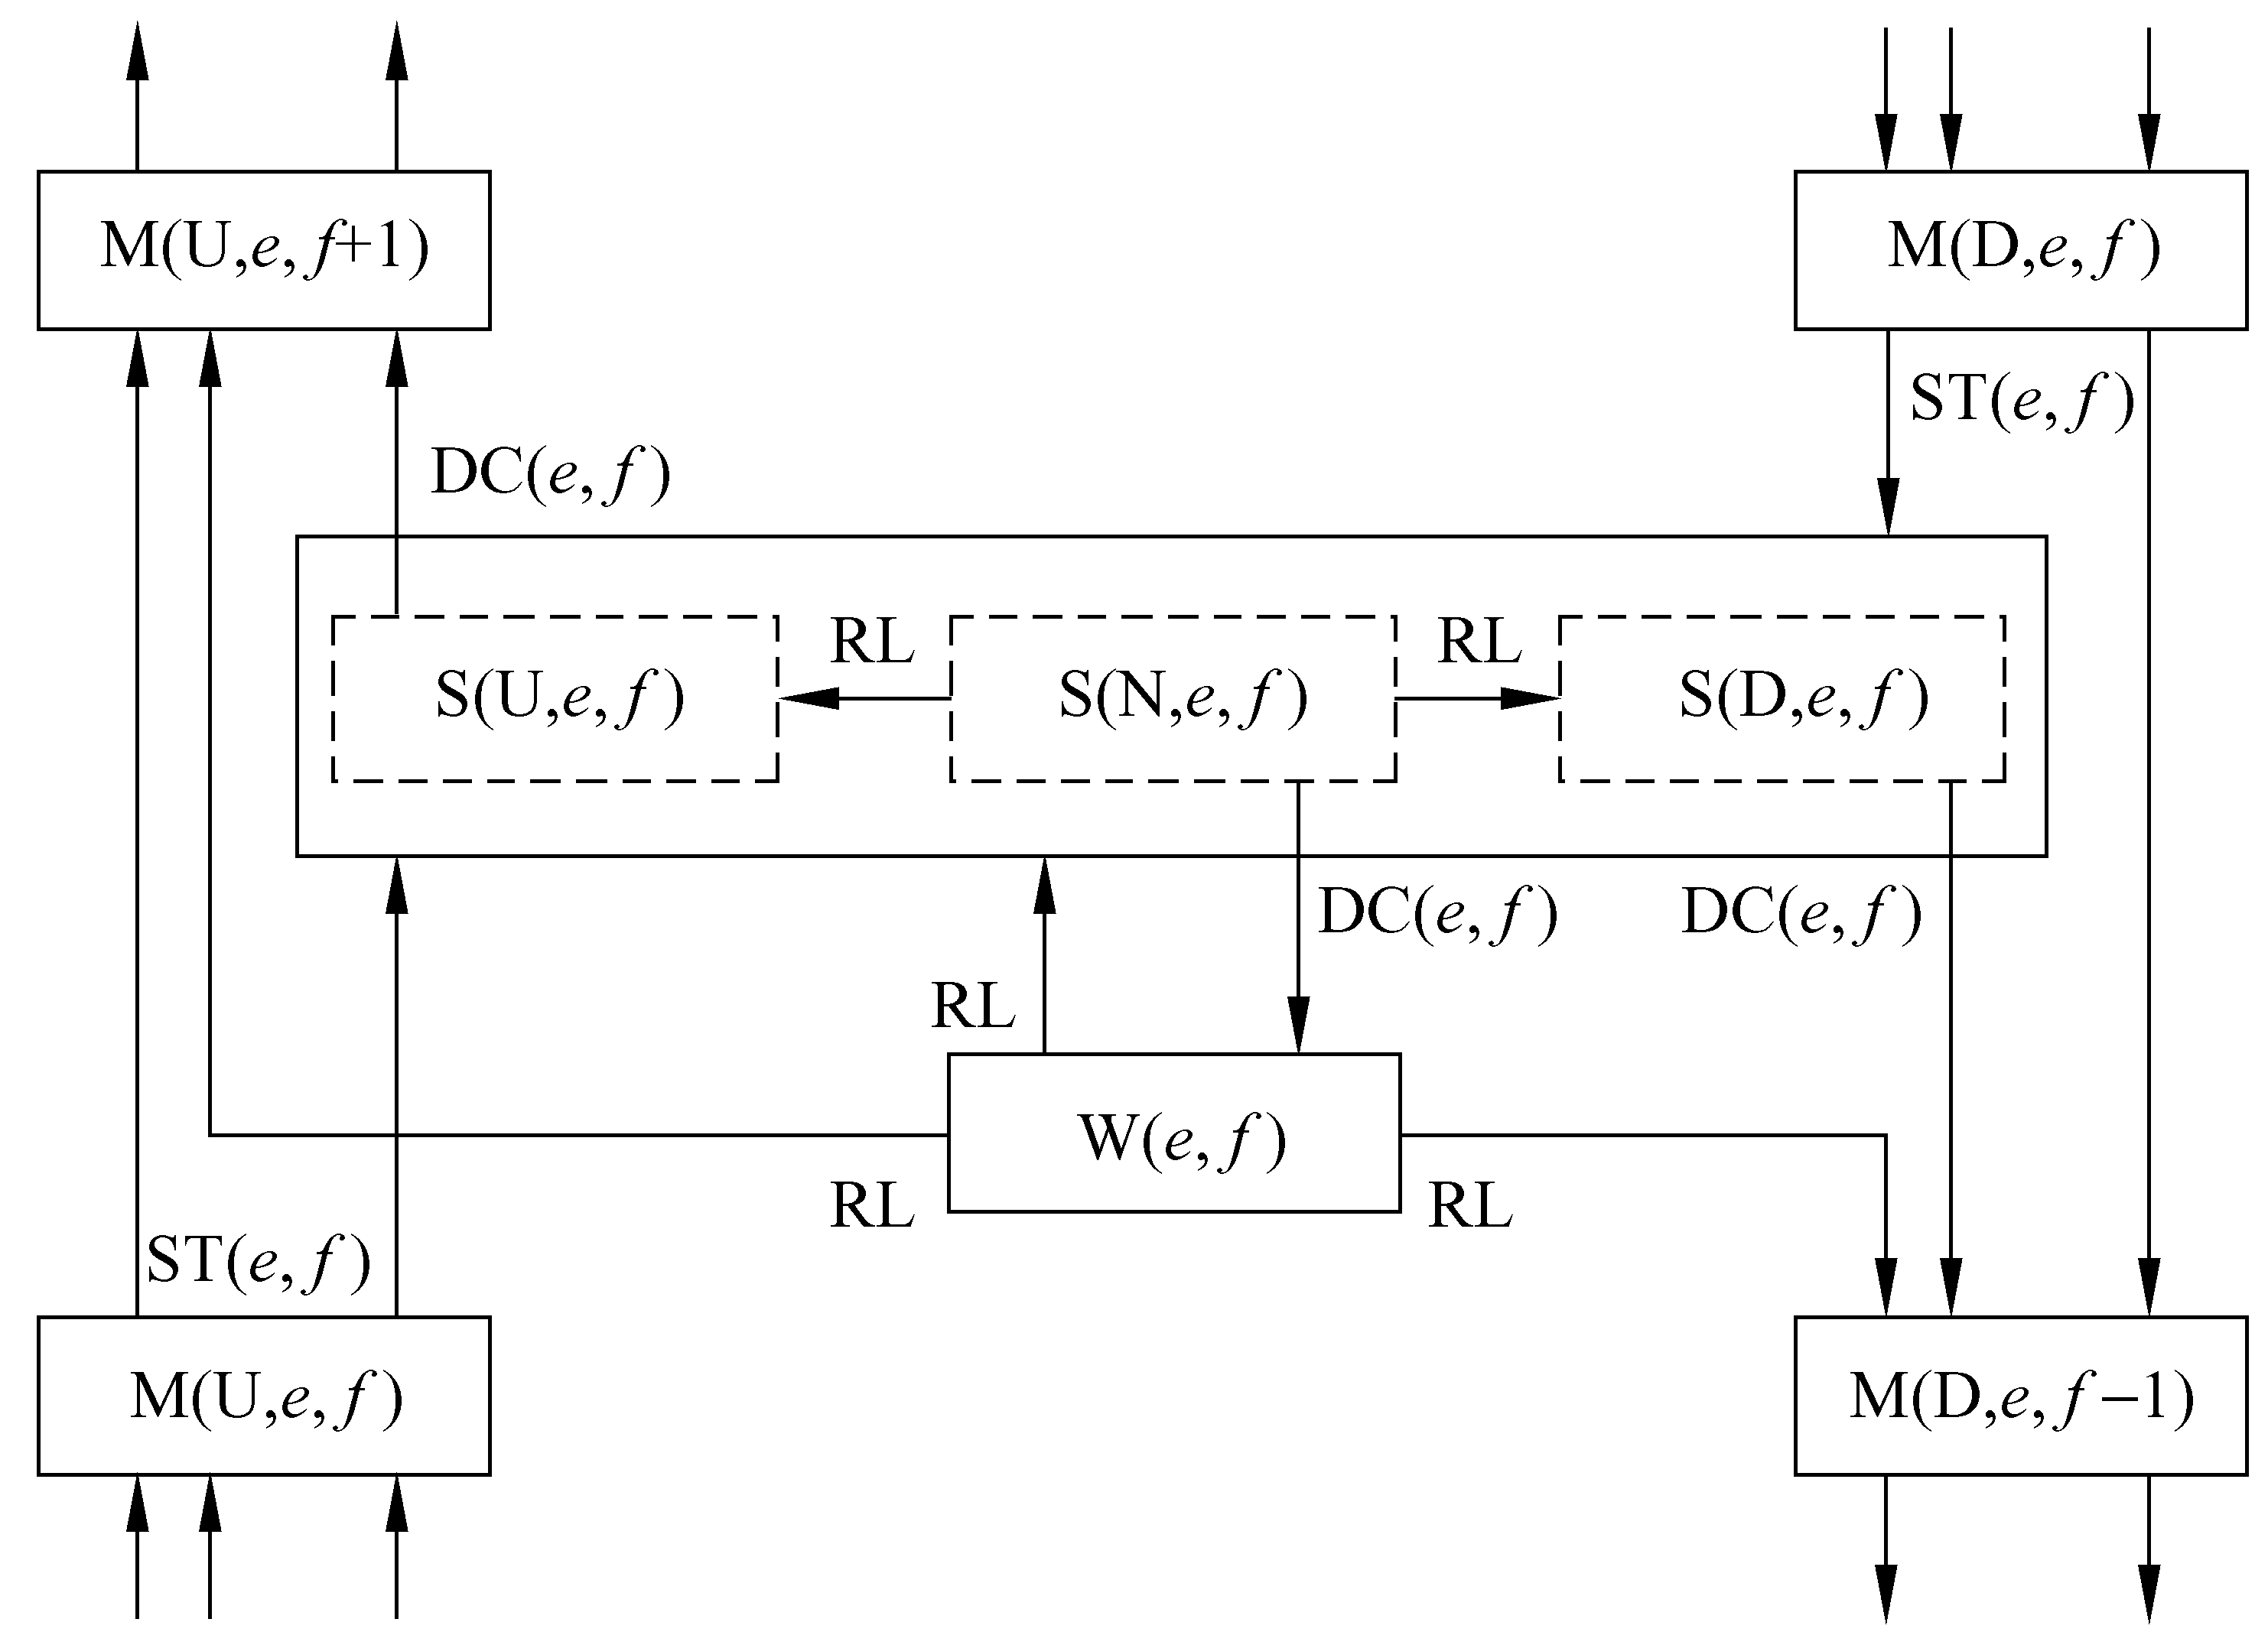 M(U,e,f+1)
M(D,e,f)
ST(e,f)
DC(e,f)
RL
RL
S(U,e,f)
S(N,e,f)
S(D,e,f)
DC(e,f)
DC(e,f)
RL
W(e,f)
RL
RL
ST(e,f)
M(U,e,f)
M(D,e,f−1)